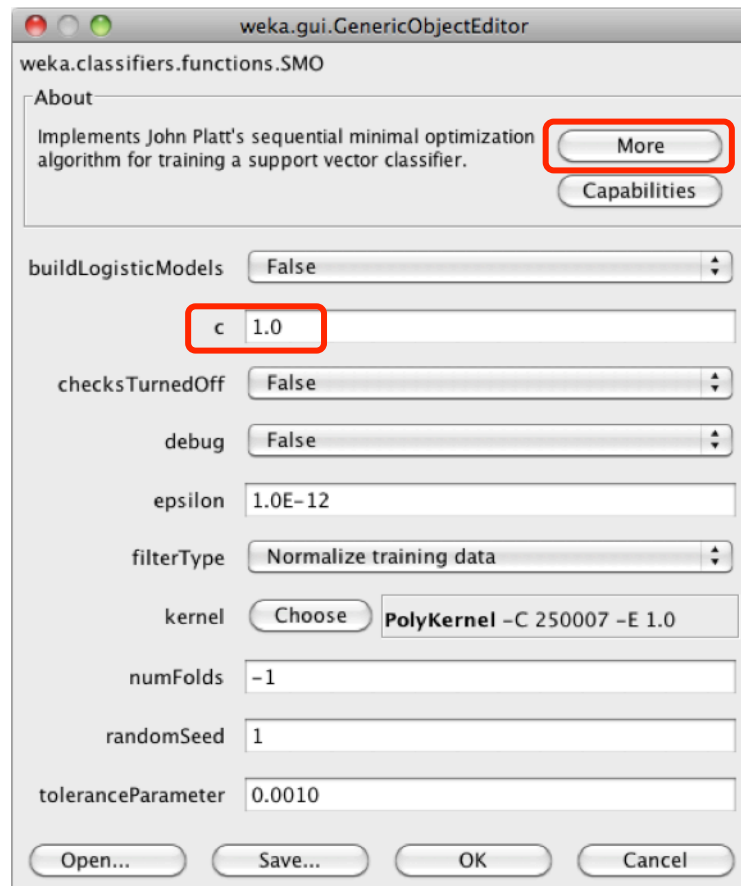 weka.gui.GenericObjectEditor
weka.classifiers.functions.SMO
About
Implements John Platt's sequential minimal optimization
algorithm for training a support vector classifier.
More
Capabilities
buildLogisticModels False
c 1.0
checksTurnedOff False
debug False
epsilon 1.0E-12
filterType Normalize training data
kernel Choose PolyKernel -C 250007 -E 1.0
numFolds -1
randomSeed 1
toleranceParameter 0.0010
Open... Save... OK Cancel